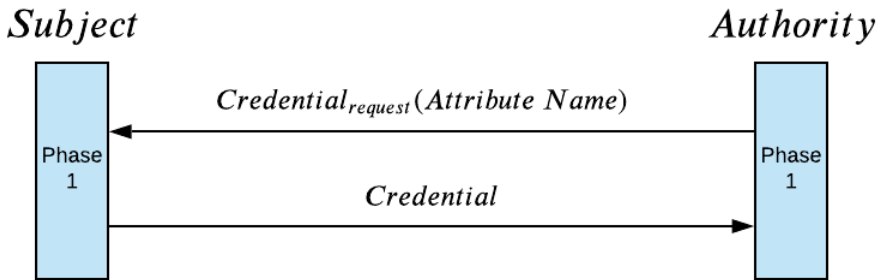 Subject
Authority
Credential_request(Attribute Name)
Phase
1
Phase
1
Credential